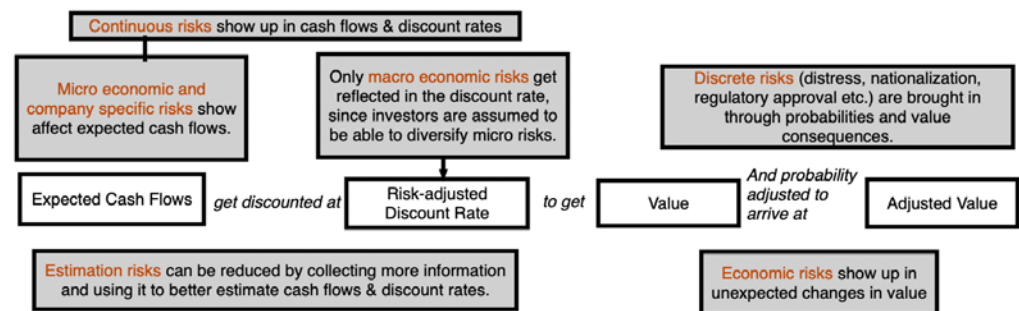 Continuous risks show up in cash flows & discount rates
Micro economic and
company specific risks show
affect expected cash flows.
Only macro economic risks get
reflected in the discount rate,
since investors are assumed to
be able to diversify micro risks.
Discrete risks (distress, nationalization,
regulatory approval etc.) are brought in
through probabilities and value
consequences.
Expected Cash Flows
get discounted at
Risk-adjusted
Discount Rate
to get
Value
And probability
adjusted to
arrive at
Adjusted Value
Estimation risks can be reduced by collecting more information
and using it to better estimate cash flows & discount rates.
Economic risks show up in
unexpected changes in value